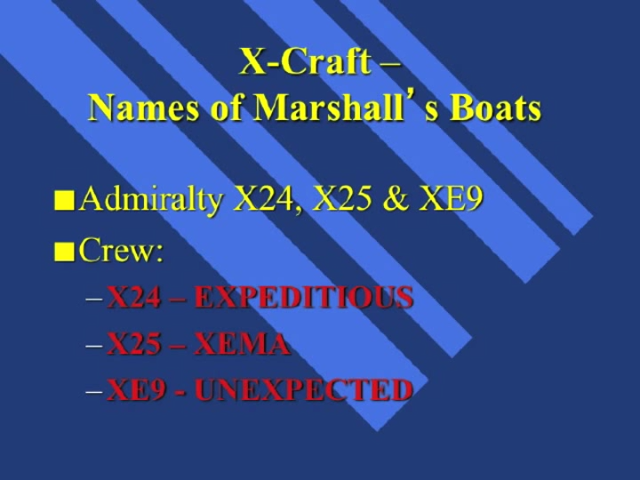 X-Craft –
Names of Marshall’s Boats
Admiralty X24, X25 & XE9
Crew:
–X24 – EXPEDITIOUS
–X25 – XEMA
–XE9 - UNEXPECTED